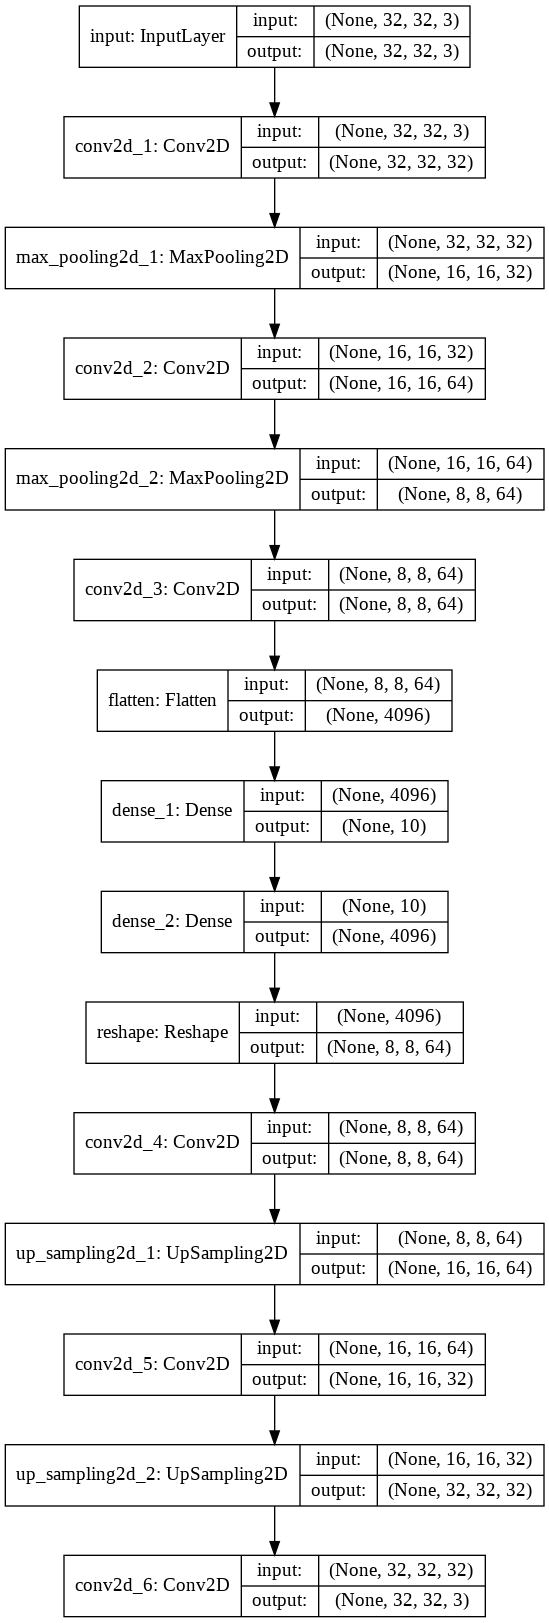 input: InputLayer
input: (None, 32, 32, 3)
output: (None, 32, 32, 3)
conv2d_1: Conv2D
input: (None, 32, 32, 3)
output: (None, 32, 32, 32)
max_pooling2d_1: MaxPooling2D
input: (None, 32, 32, 32)
output: (None, 16, 16, 32)
conv2d_2: Conv2D
input: (None, 16, 16, 32)
output: (None, 16, 16, 64)
max_pooling2d_2: MaxPooling2D
input: (None, 16, 16, 64)
output: (None, 8, 8, 64)
conv2d_3: Conv2D
input: (None, 8, 8, 64)
output: (None, 8, 8, 64)
flatten: Flatten
input: (None, 8, 8, 64)
output: (None, 4096)
dense_1: Dense
input: (None, 4096)
output: (None, 10)
dense_2: Dense
input: (None, 10)
output: (None, 4096)
reshape: Reshape
input: (None, 4096)
output: (None, 8, 8, 64)
conv2d_4: Conv2D
input: (None, 8, 8, 64)
output: (None, 8, 8, 64)
up_sampling2d_1: UpSampling2D
input: (None, 8, 8, 64)
output: (None, 16, 16, 64)
conv2d_5: Conv2D
input: (None, 16, 16, 64)
output: (None, 16, 16, 32)
up_sampling2d_2: UpSampling2D
input: (None, 16, 16, 32)
output: (None, 32, 32, 32)
conv2d_6: Conv2D
input: (None, 32, 32, 32)
output: (None, 32, 32, 3)